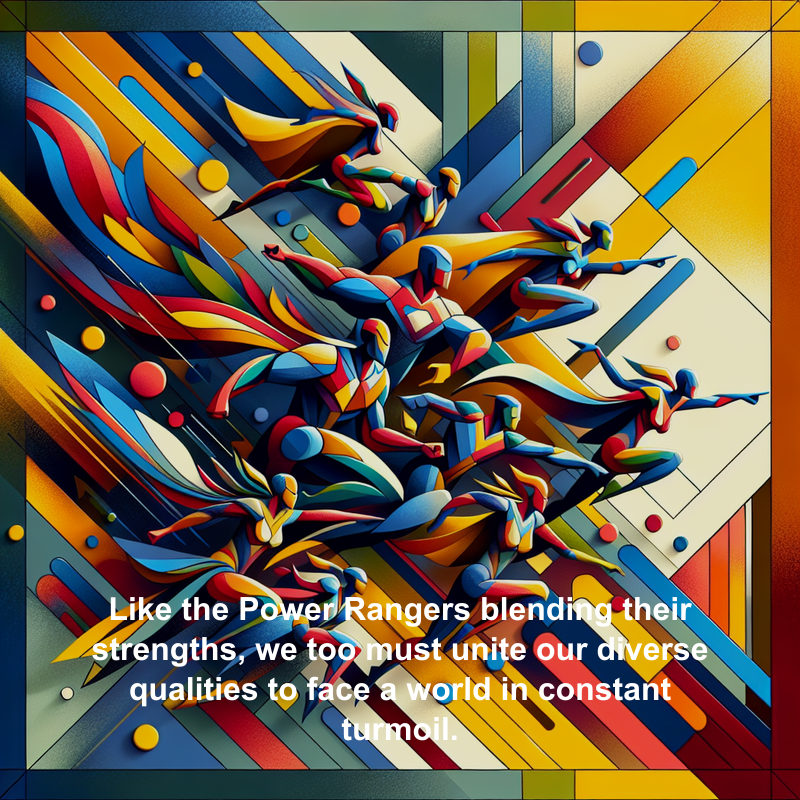 Like the Power Rangers blending their
strengths, we too must unite our diverse
qualities to face a world in constant
turmoil.